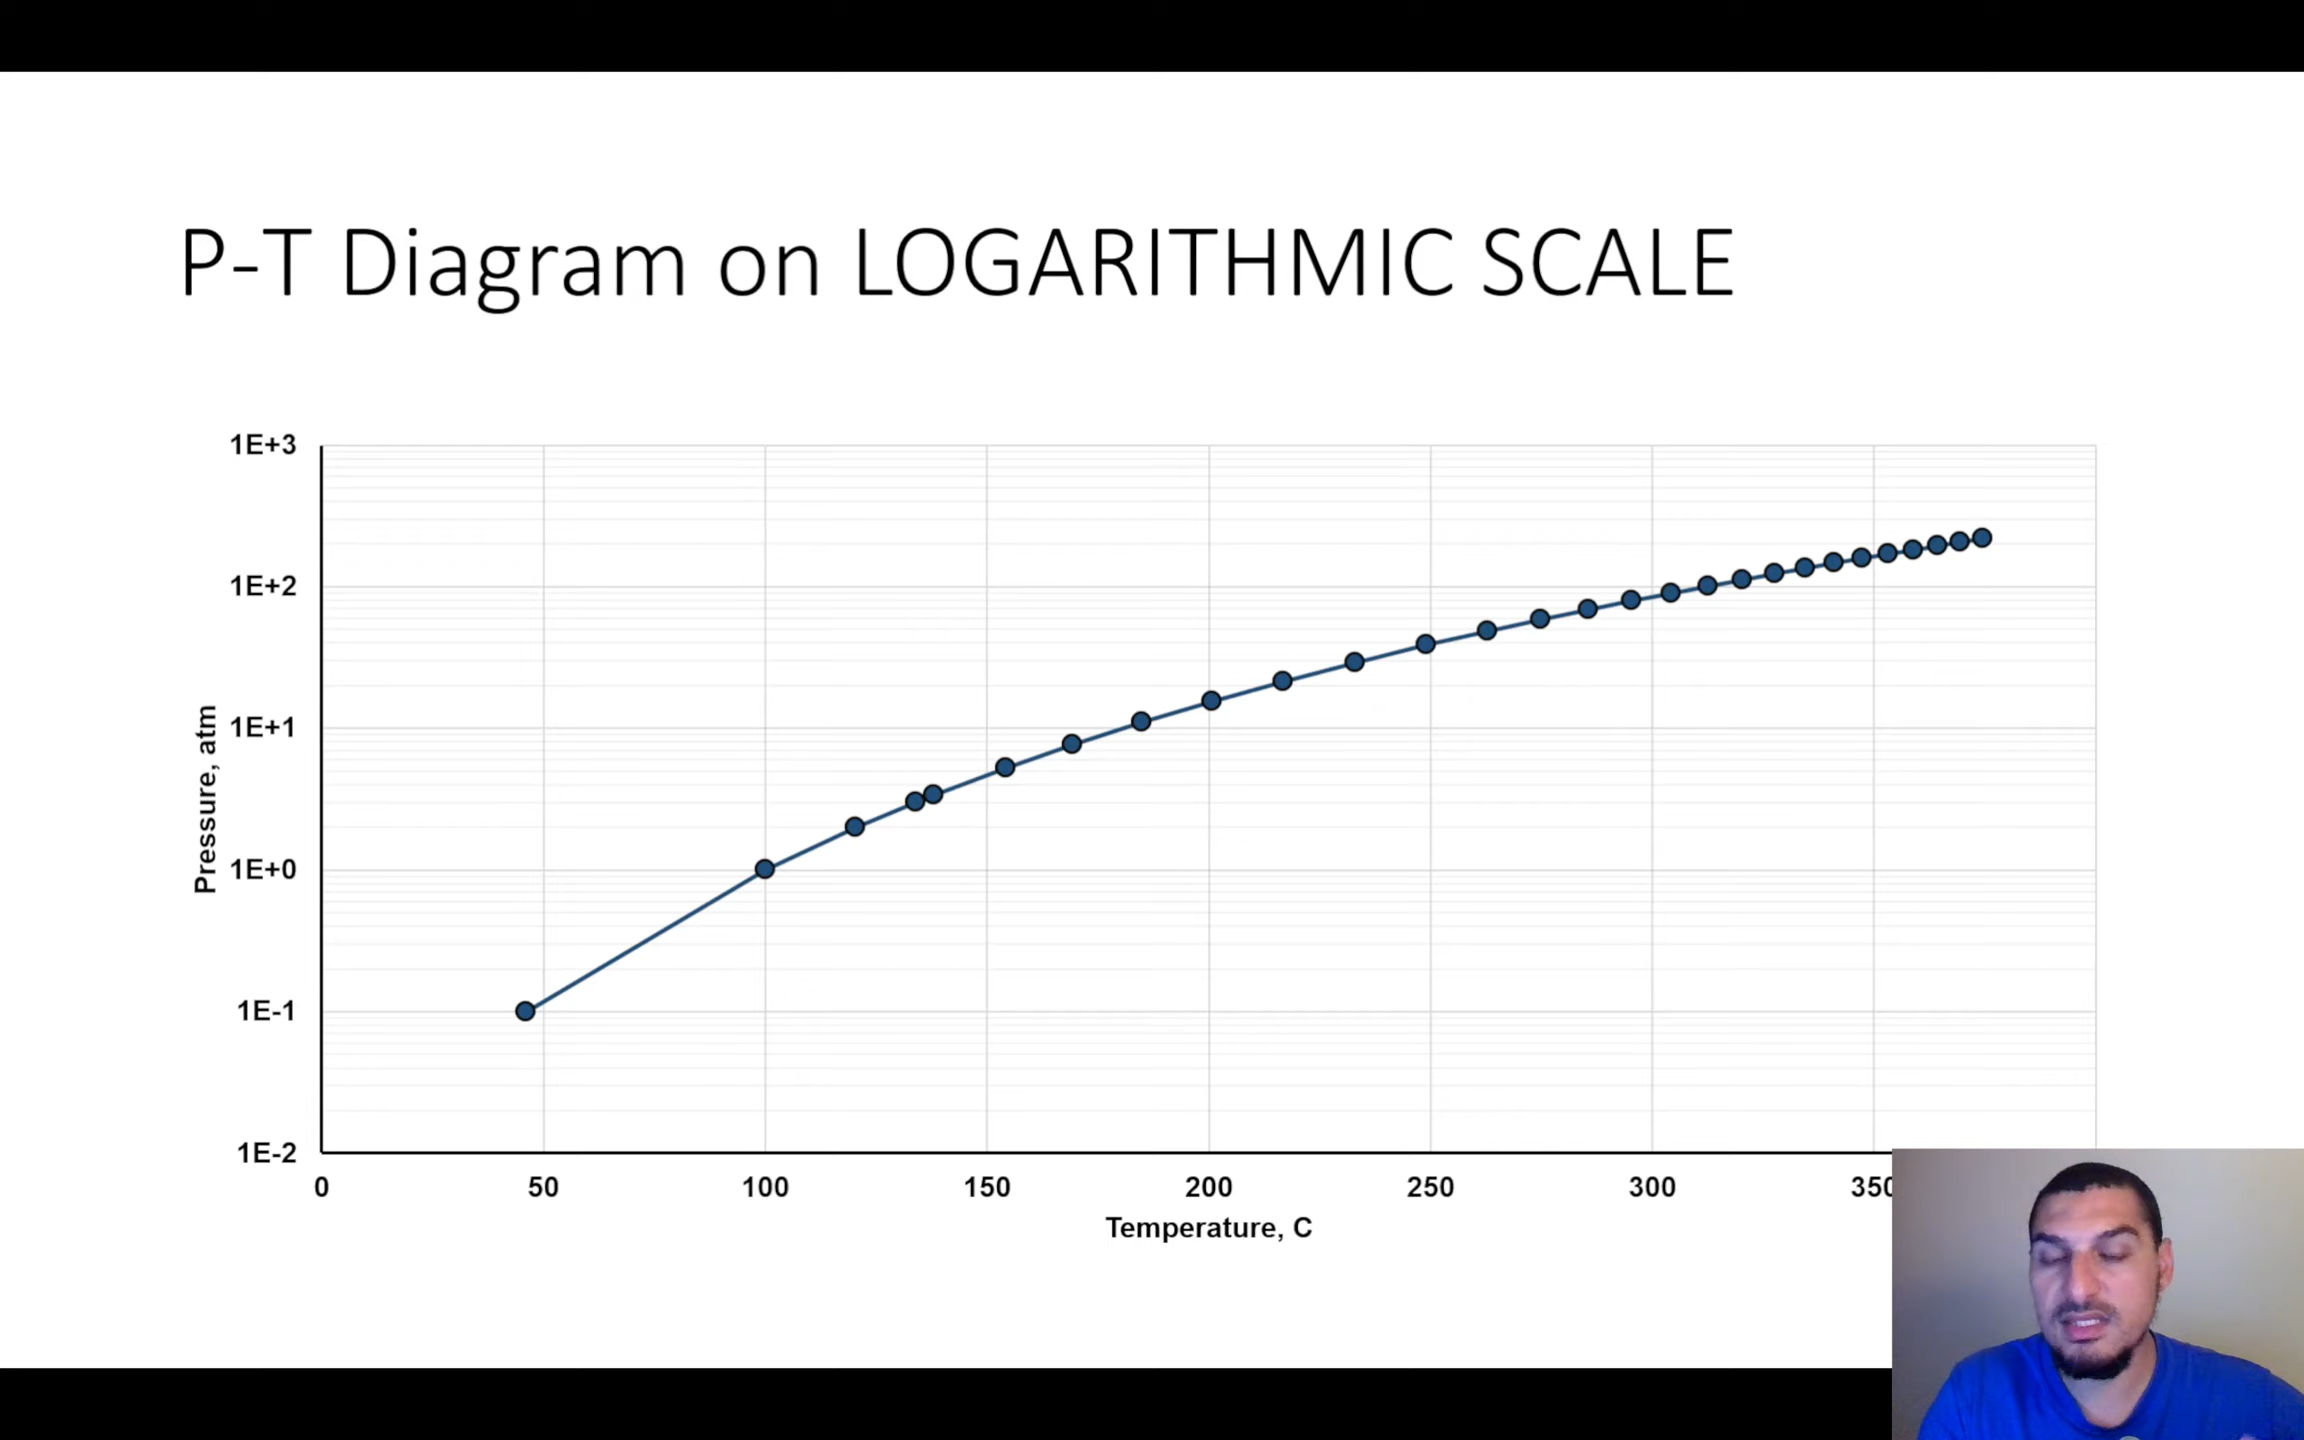 P-T Diagram on LOGARITHMIC SCALE
1E+3
1E+2
1E+1
1E+0
1E-1
1E-2
Pressure, atm
0 50 100 150 200 250 300 350
Temperature, C